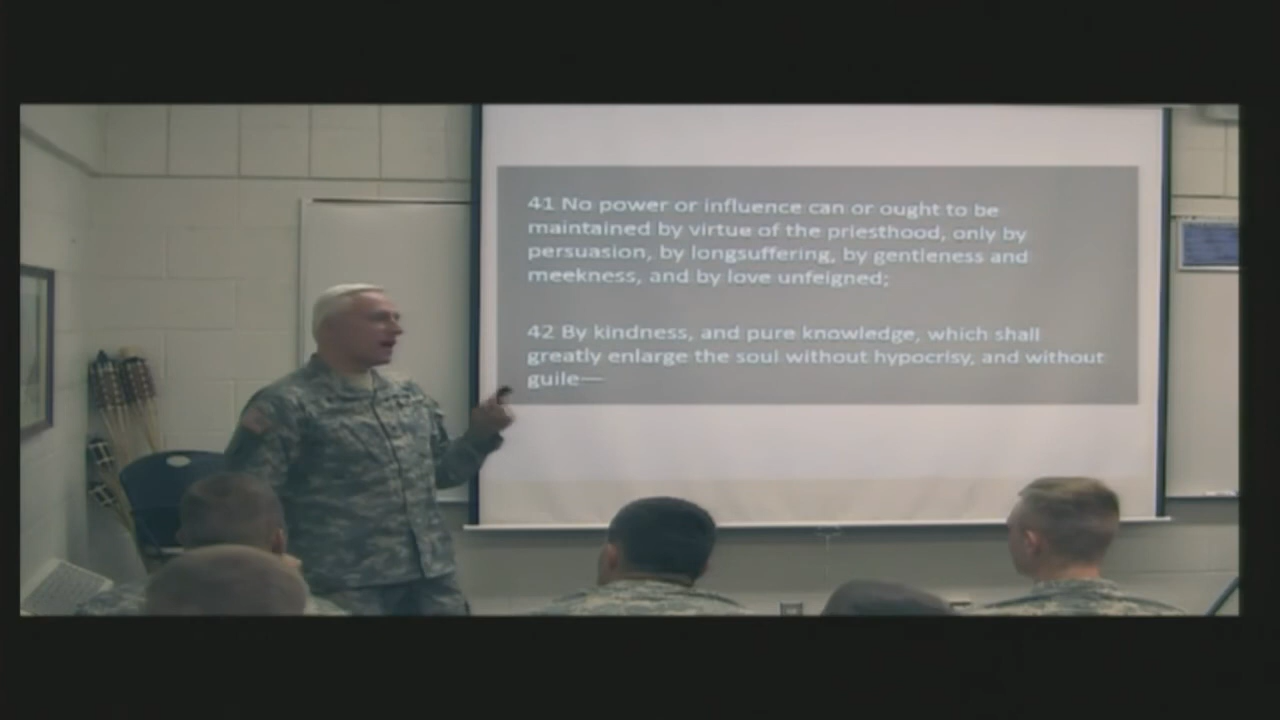 41 No power or influence can or ought to be
maintained by virtue of the priesthood, only by
persuasion, by longsuffering, by gentleness and
meekness, and by love unfeigned;
42 By kindness, and pure knowledge, which shall
greatly enlarge the soul without hypocrisy, and without
guile—